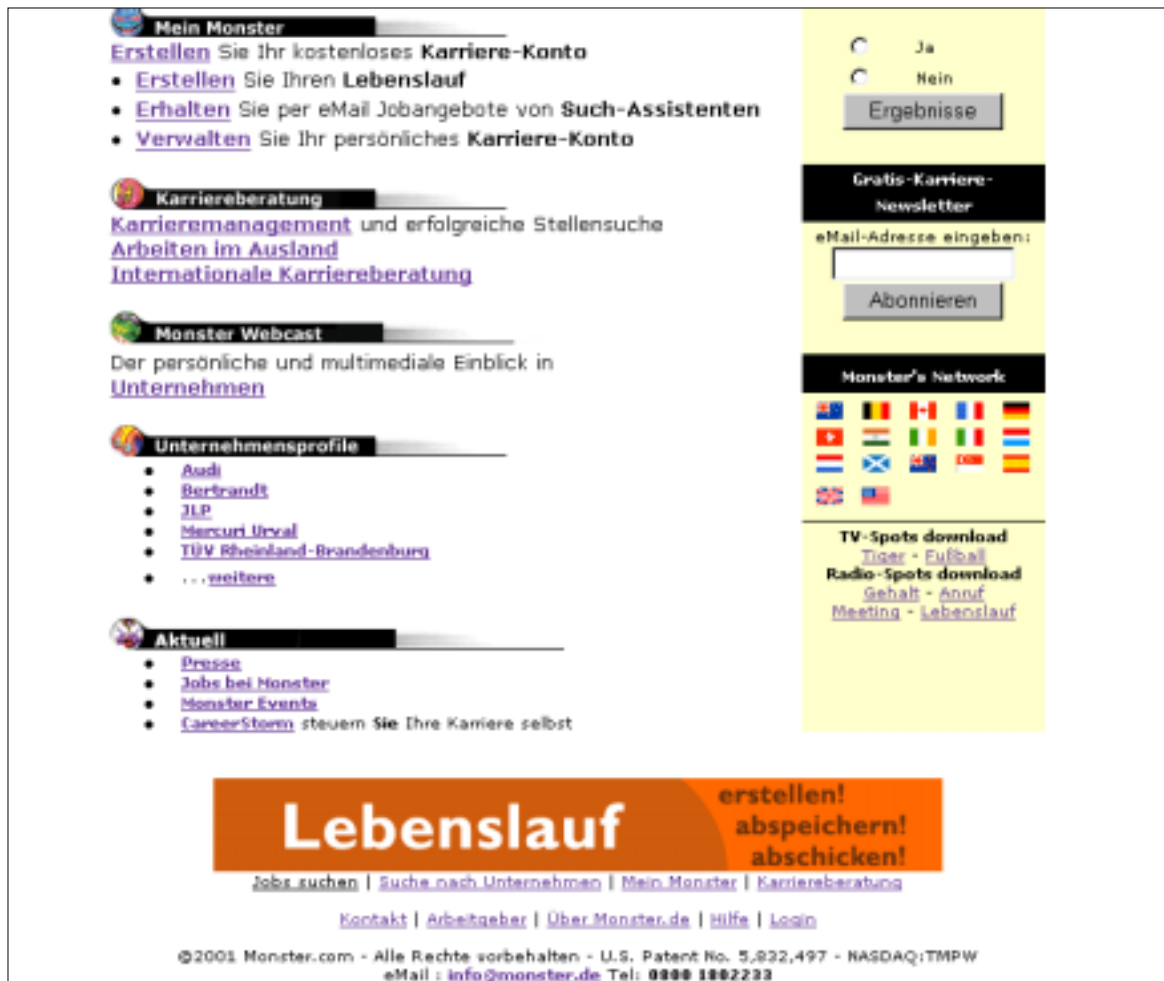 Mein Monster
Erstellen Sie Ihr kostenloses Karriere-Konto
• Erstellen Sie Ihren Lebenslauf
• Erhalten Sie per eMail Jobangebote von Such-Assistenten
• Verwalten Sie Ihr persönliches Karriere-Konto
Karriereberatung
Karrieremanagement und erfolgreiche Stellensuche
Arbeiten im Ausland
Internationale Karriereberatung
Monster Webcast
Der persönliche und multimediale Einblick in
Unternehmen
Unternehmensprofile
• Audi
• Bertrandt
• JLP
• Mercuri Urval
• TÜV Rheinland-Brandenburg
• ...weitere
Aktuell
• Presse
• Jobs bei Monster
• Monster Events
• CareerStorm steuern Sie Ihre Karriere selbst
Ja
Nein
Ergebnisse
Gratis-Karriere-
Newsletter
eMail-Adresse eingeben:
Abonnieren
Monster's Network
TV-Spots download
Tiger - Fußball
Radio-Spots download
Gehalt - Anruf
Meeting - Lebenslauf
Lebenslauf
erstellen!
abspeichern!
abschicken!
Jobs suchen | Suche nach Unternehmen | Mein Monster | Karriereberatung
Kontakt | Arbeitgeber | Über Monster.de | Hilfe | Login
©2001 Monster.com - Alle Rechte vorbehalten - U.S. Patent No. 5,832,497 - NASDAQ:TMPW
eMail : info@monster.de Tel: 0800 1802233